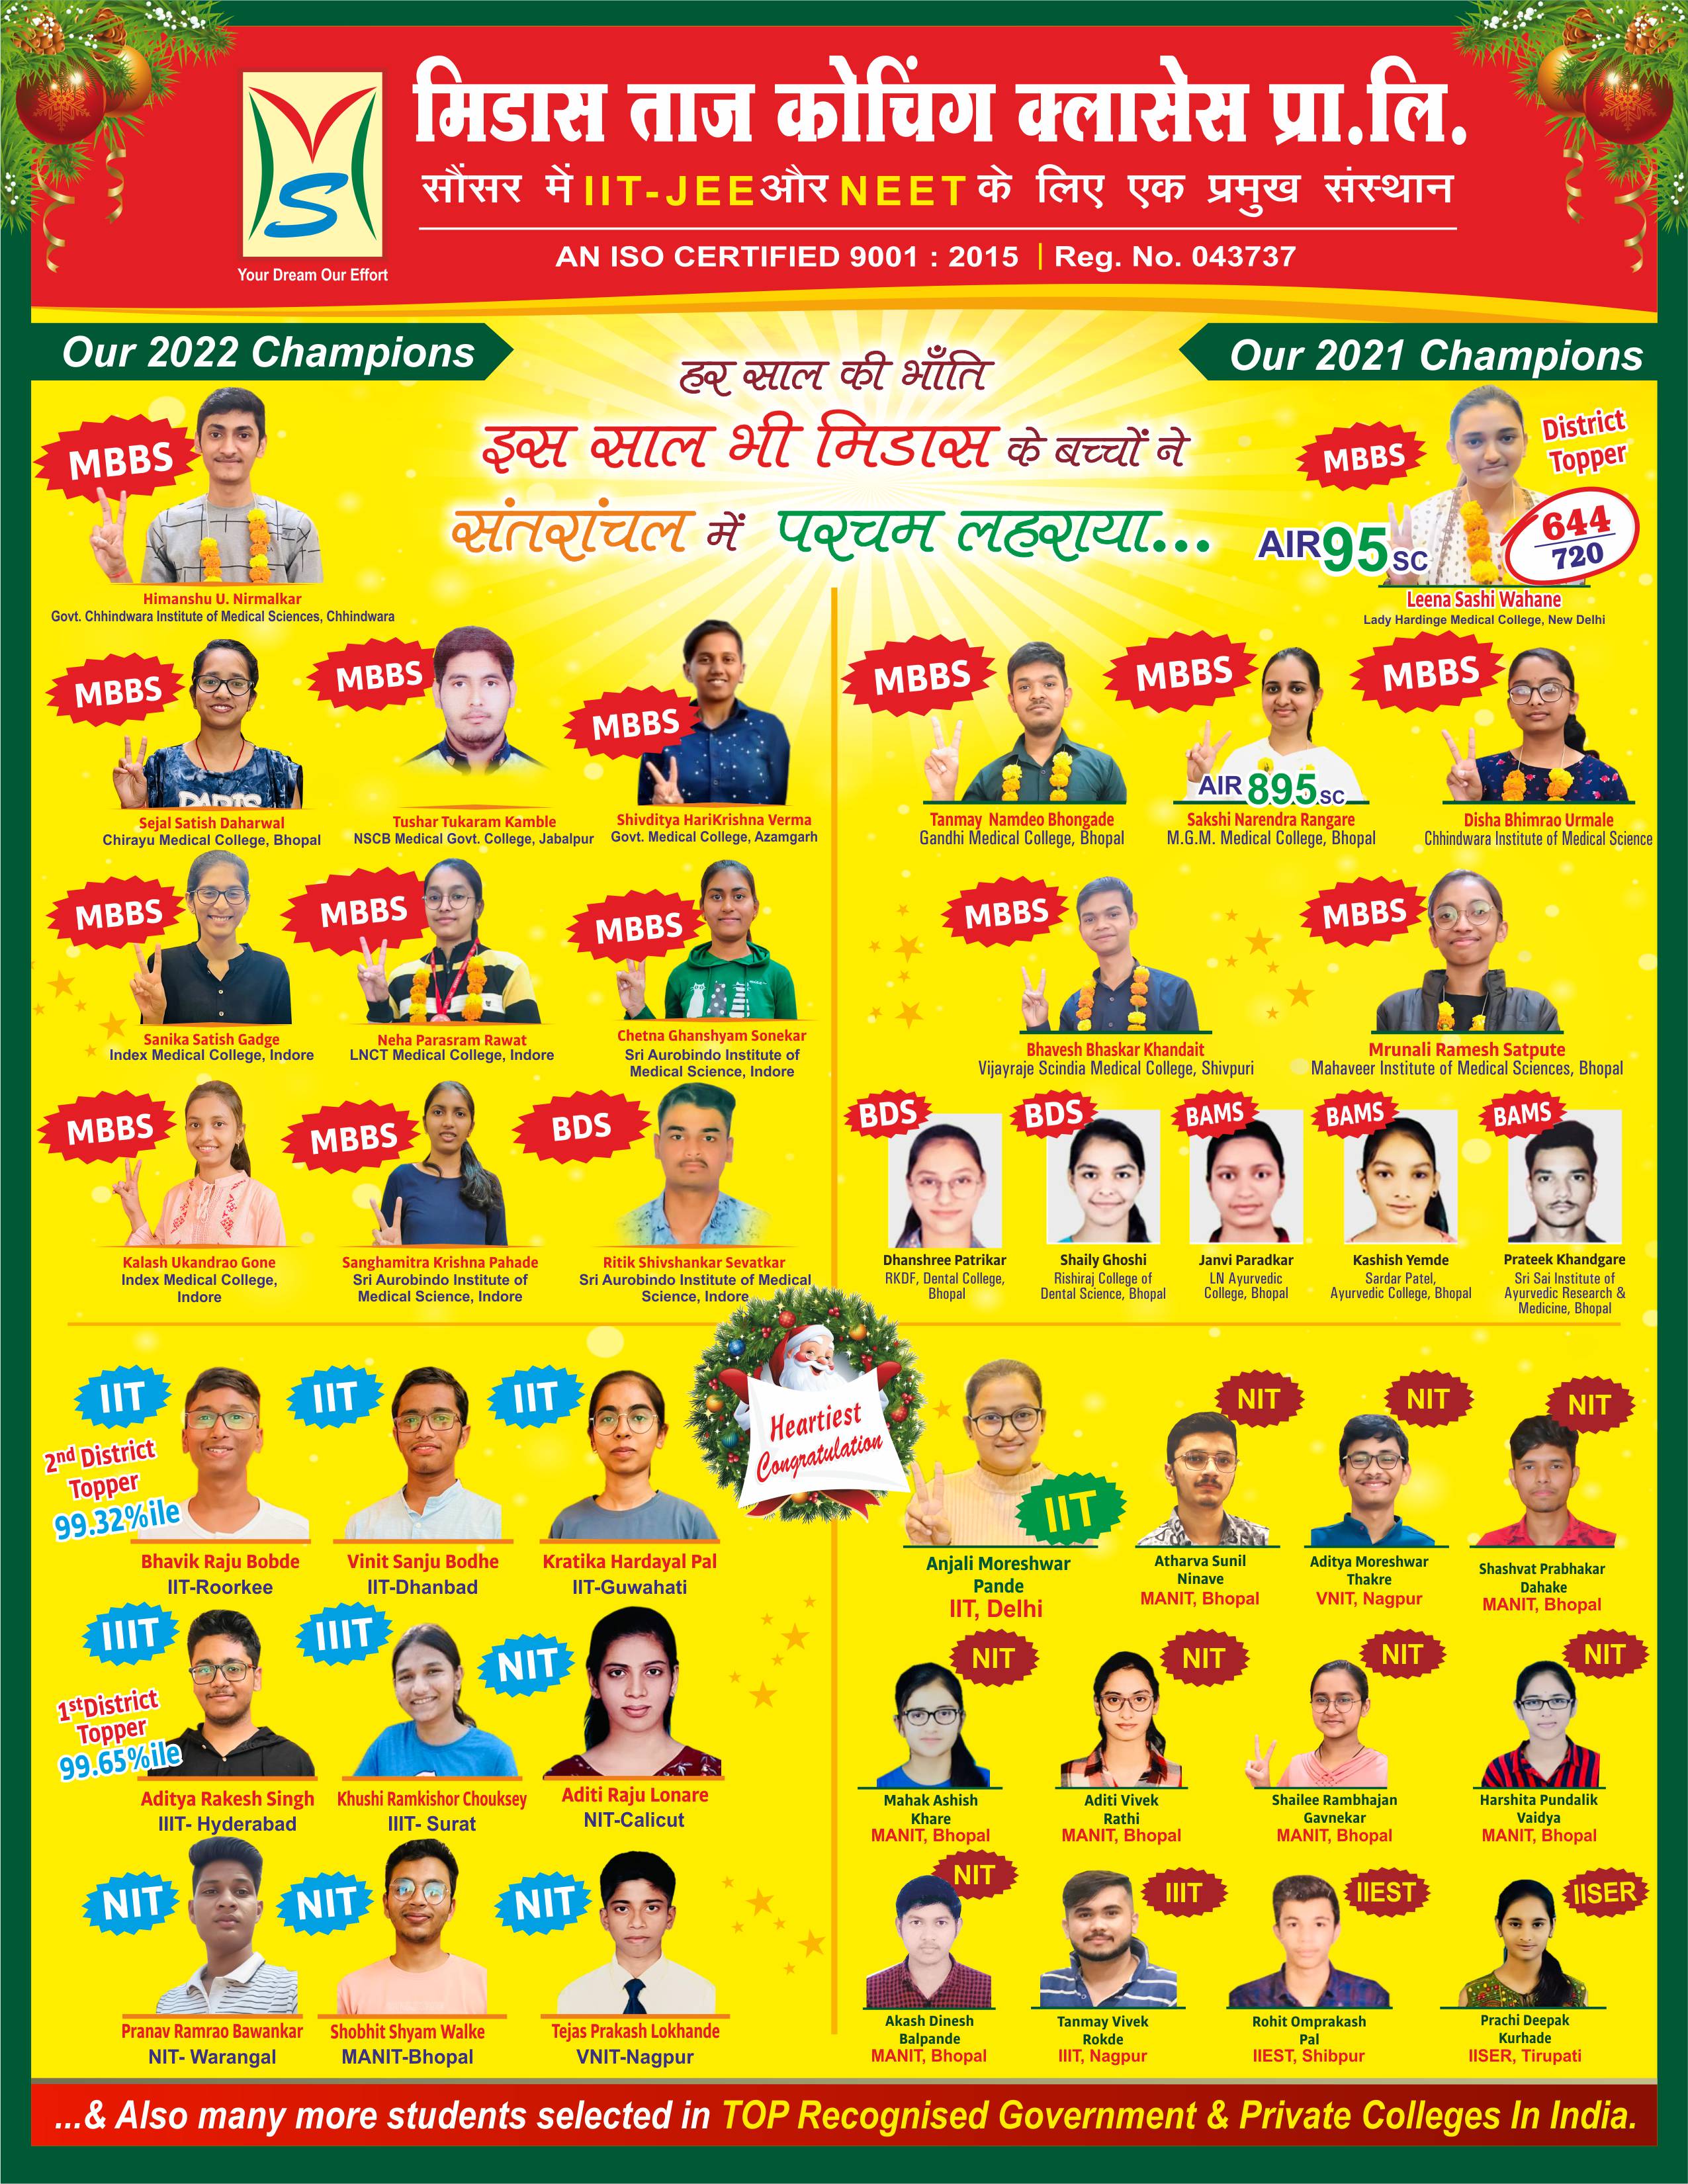 मिडास ताज कोचिंग क्लासेस प्रा.लि.
सौंसर में IIT-JEE और NEET के लिए एक प्रमुख संस्थान
AN ISO CERTIFIED 9001 : 2015 | Reg. No. 043737
Your Dream Our Effort
Our 2022 Champions
Our 2021 Champions
हर साल की भाँति
इस साल भी मिडास के बच्चों ने
संतरांचल में परचम लहराया...
MBBS
Himanshu U. Nirmalkar
Govt. Chhindwara Institute of Medical Sciences, Chhindwara
MBBS
District
Topper
AIR 95 SC
644
720
Leena Sashi Wahane
Lady Hardinge Medical College, New Delhi
MBBS
Sejal Satish Daharwal
Chirayu Medical College, Bhopal
MBBS
Tushar Tukaram Kamble
NSCB Medical Govt. College, Jabalpur
MBBS
Shivditya HariKrishna Verma
Govt. Medical College, Azamgarh
MBBS
Tanmay Namdeo Bhongade
Gandhi Medical College, Bhopal
MBBS
AIR 895 SC
Sakshi Narendra Rangare
M.G.M. Medical College, Bhopal
MBBS
Disha Bhimrao Urmale
Chhindwara Institute of Medical Science
MBBS
Sanika Satish Gadge
Index Medical College, Indore
MBBS
Neha Parasram Rawat
LNCT Medical College, Indore
MBBS
Chetna Ghanshyam Sonekar
Sri Aurobindo Institute of
Medical Science, Indore
MBBS
Bhavesh Bhaskar Khandait
Vijayraje Scindia Medical College, Shivpuri
MBBS
Mrunali Ramesh Satpute
Mahaveer Institute of Medical Sciences, Bhopal
MBBS
Kalash Ukandrao Gone
Index Medical College,
Indore
MBBS
Sanghamitra Krishna Pahade
Sri Aurobindo Institute of
Medical Science, Indore
BDS
Ritik Shivshankar Sevatkar
Sri Aurobindo Institute of Medical
Science, Indore
BDS
Dhanshree Patrikar
RKDF, Dental College,
Bhopal
BDS
Shaily Ghoshi
Rishiraj College of
Dental Science, Bhopal
BAMS
Janvi Paradkar
LN Ayurvedic
College, Bhopal
BAMS
Kashish Yemde
Sardar Patel,
Ayurvedic College, Bhopal
BAMS
Prateek Khandgare
Sri Sai Institute of
Ayurvedic Research &
Medicine, Bhopal
Heartiest
Congratulation
IIT
2nd District
Topper
99.32%ile
Bhavik Raju Bobde
IIT-Roorkee
IIT
Vinit Sanju Bodhe
IIT-Dhanbad
IIT
Kratika Hardayal Pal
IIT-Guwahati
IIT
Anjali Moreshwar
Pande
IIT, Delhi
NIT
Atharva Sunil
Ninave
MANIT, Bhopal
NIT
Aditya Moreshwar
Thakre
VNIT, Nagpur
NIT
Shashvat Prabhakar
Dahake
MANIT, Bhopal
IIIT
1st District
Topper
99.65%ile
Aditya Rakesh Singh
IIIT- Hyderabad
IIIT
Khushi Ramkishor Chouksey
IIIT- Surat
NIT
Aditi Raju Lonare
NIT-Calicut
NIT
Mahak Ashish
Khare
MANIT, Bhopal
NIT
Aditi Vivek
Rathi
MANIT, Bhopal
NIT
Shailee Rambhajan
Gavnekar
MANIT, Bhopal
NIT
Harshita Pundalik
Vaidya
MANIT, Bhopal
NIT
Pranav Ramrao Bawankar
NIT- Warangal
NIT
Shobhit Shyam Walke
MANIT-Bhopal
NIT
Tejas Prakash Lokhande
VNIT-Nagpur
NIT
Akash Dinesh
Balpande
MANIT, Bhopal
IIIT
Tanmay Vivek
Rokde
IIIT, Nagpur
IIEST
Rohit Omprakash
Pal
IIEST, Shibpur
IISER
Prachi Deepak
Kurhade
IISER, Tirupati
...& Also many more students selected in TOP Recognised Government & Private Colleges In India.